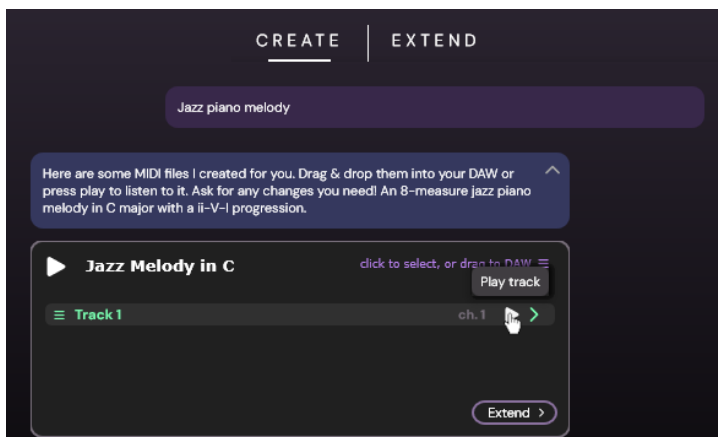 CREATE EXTEND
Jazz piano melody
Here are some MIDI files I created for you. Drag & drop them into your DAW or
press play to listen to it. Ask for any changes you need! An 8-measure jazz piano
melody in C major with a ii-V-I progression.
Jazz Melody in C click to select, or drag to DAW
Play track
Track 1 ch. 1
Extend